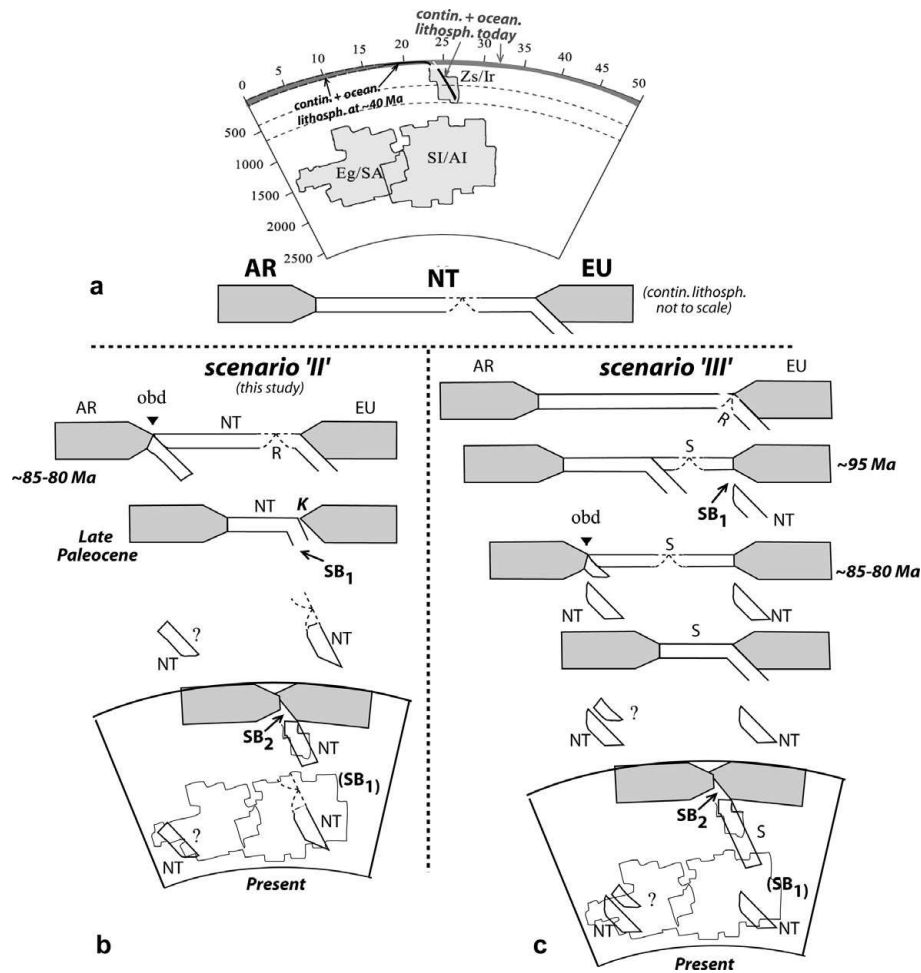 contin. + ocean.
lithosph. today
0
5
10
15
20
25
30
35
40
45
50
contin. + ocean.
lithosph. at ~40 Ma
Zs/Ir
500
1000
1500
2000
2500
Eg/SA
SI/AI
a
AR
NT
EU
(contin. lithosph.
not to scale)
scenario 'II'
(this study)
AR
obd
NT
EU
R
~85-80 Ma
NT
K
Late
Paleocene
SB1
NT
?
NT
SB2
NT
(SB1)
?
NT
NT
Present
b
scenario 'III'
AR
EU
R
S
~95 Ma
SB1
NT
obd
S
~85-80 Ma
NT
NT
S
?
NT
NT
SB2
S
(SB1)
?
NT
NT
Present
c